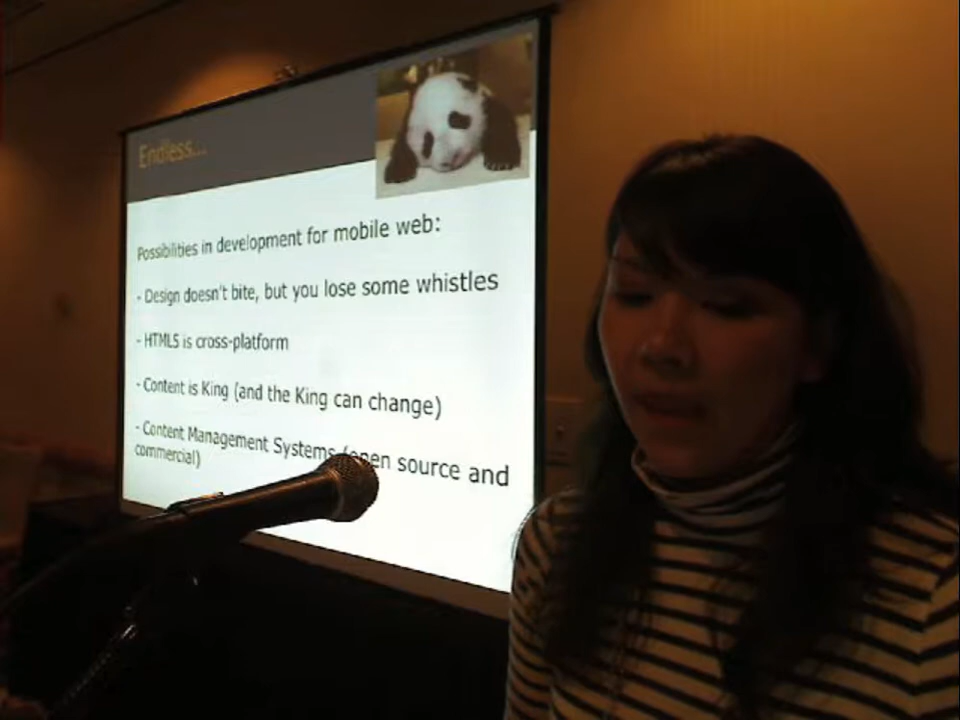 Endless...
Possibilities in development for mobile web:
- Design doesn't bite, but you lose some whistles
- HTML5 is cross-platform
- Content is King (and the King can change)
- Content Management Systems (open source and
commercial)